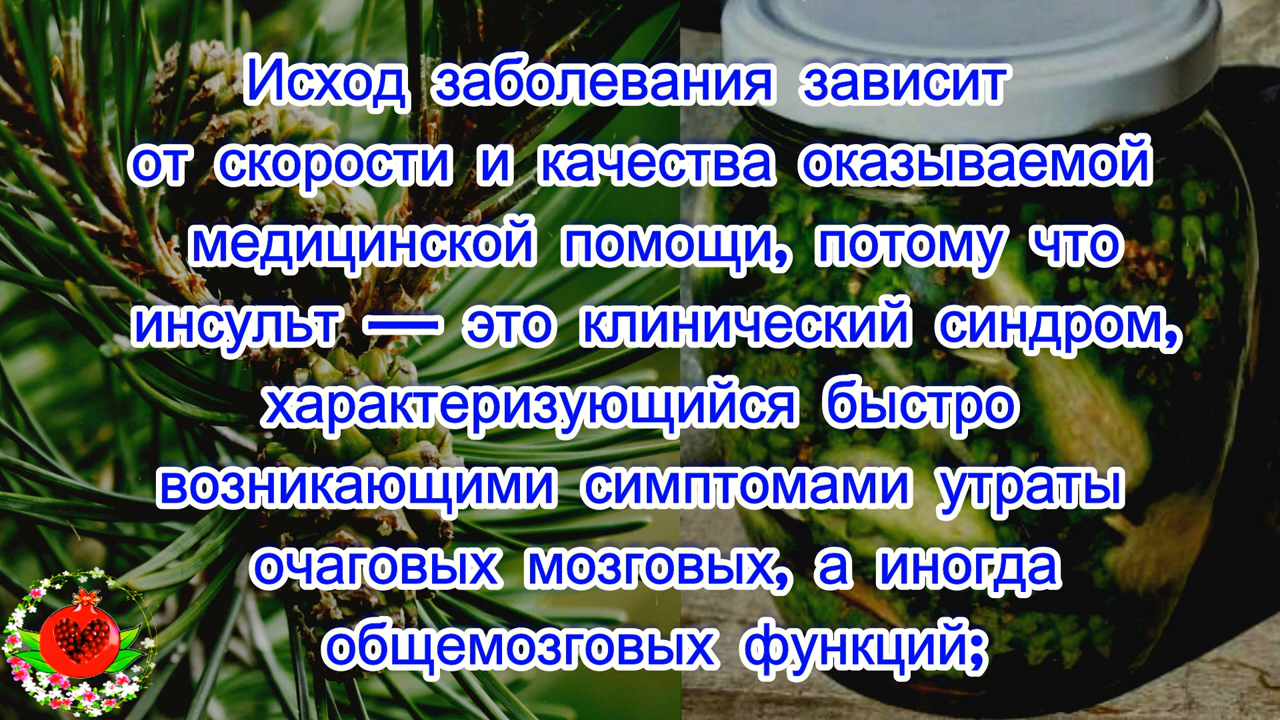 Исход заболевания зависит
от скорости и качества оказываемой
медицинской помощи, потому что
инсульт — это клинический синдром,
характеризующийся быстро
возникающими симптомами утраты
очаговых мозговых, а иногда
общемозговых функций;